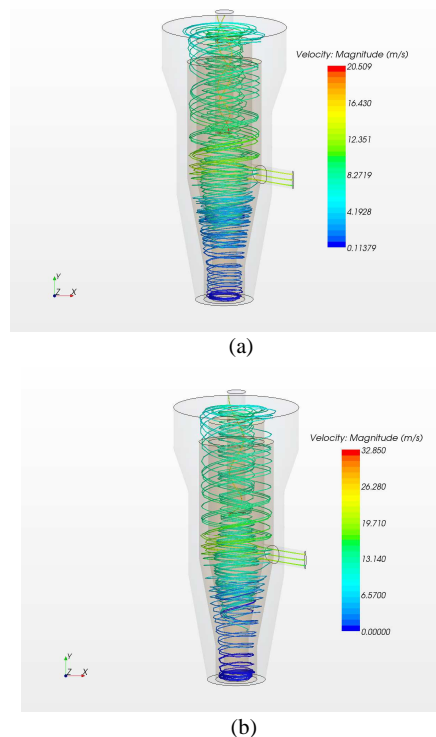 Velocity: Magnitude (m/s)
20.509
16.430
12.351
8.2719
4.1928
0.11379
Y
Z X
(a)
Velocity: Magnitude (m/s)
32.850
26.280
19.710
13.140
6.5700
0.00000
Y
Z X
(b)